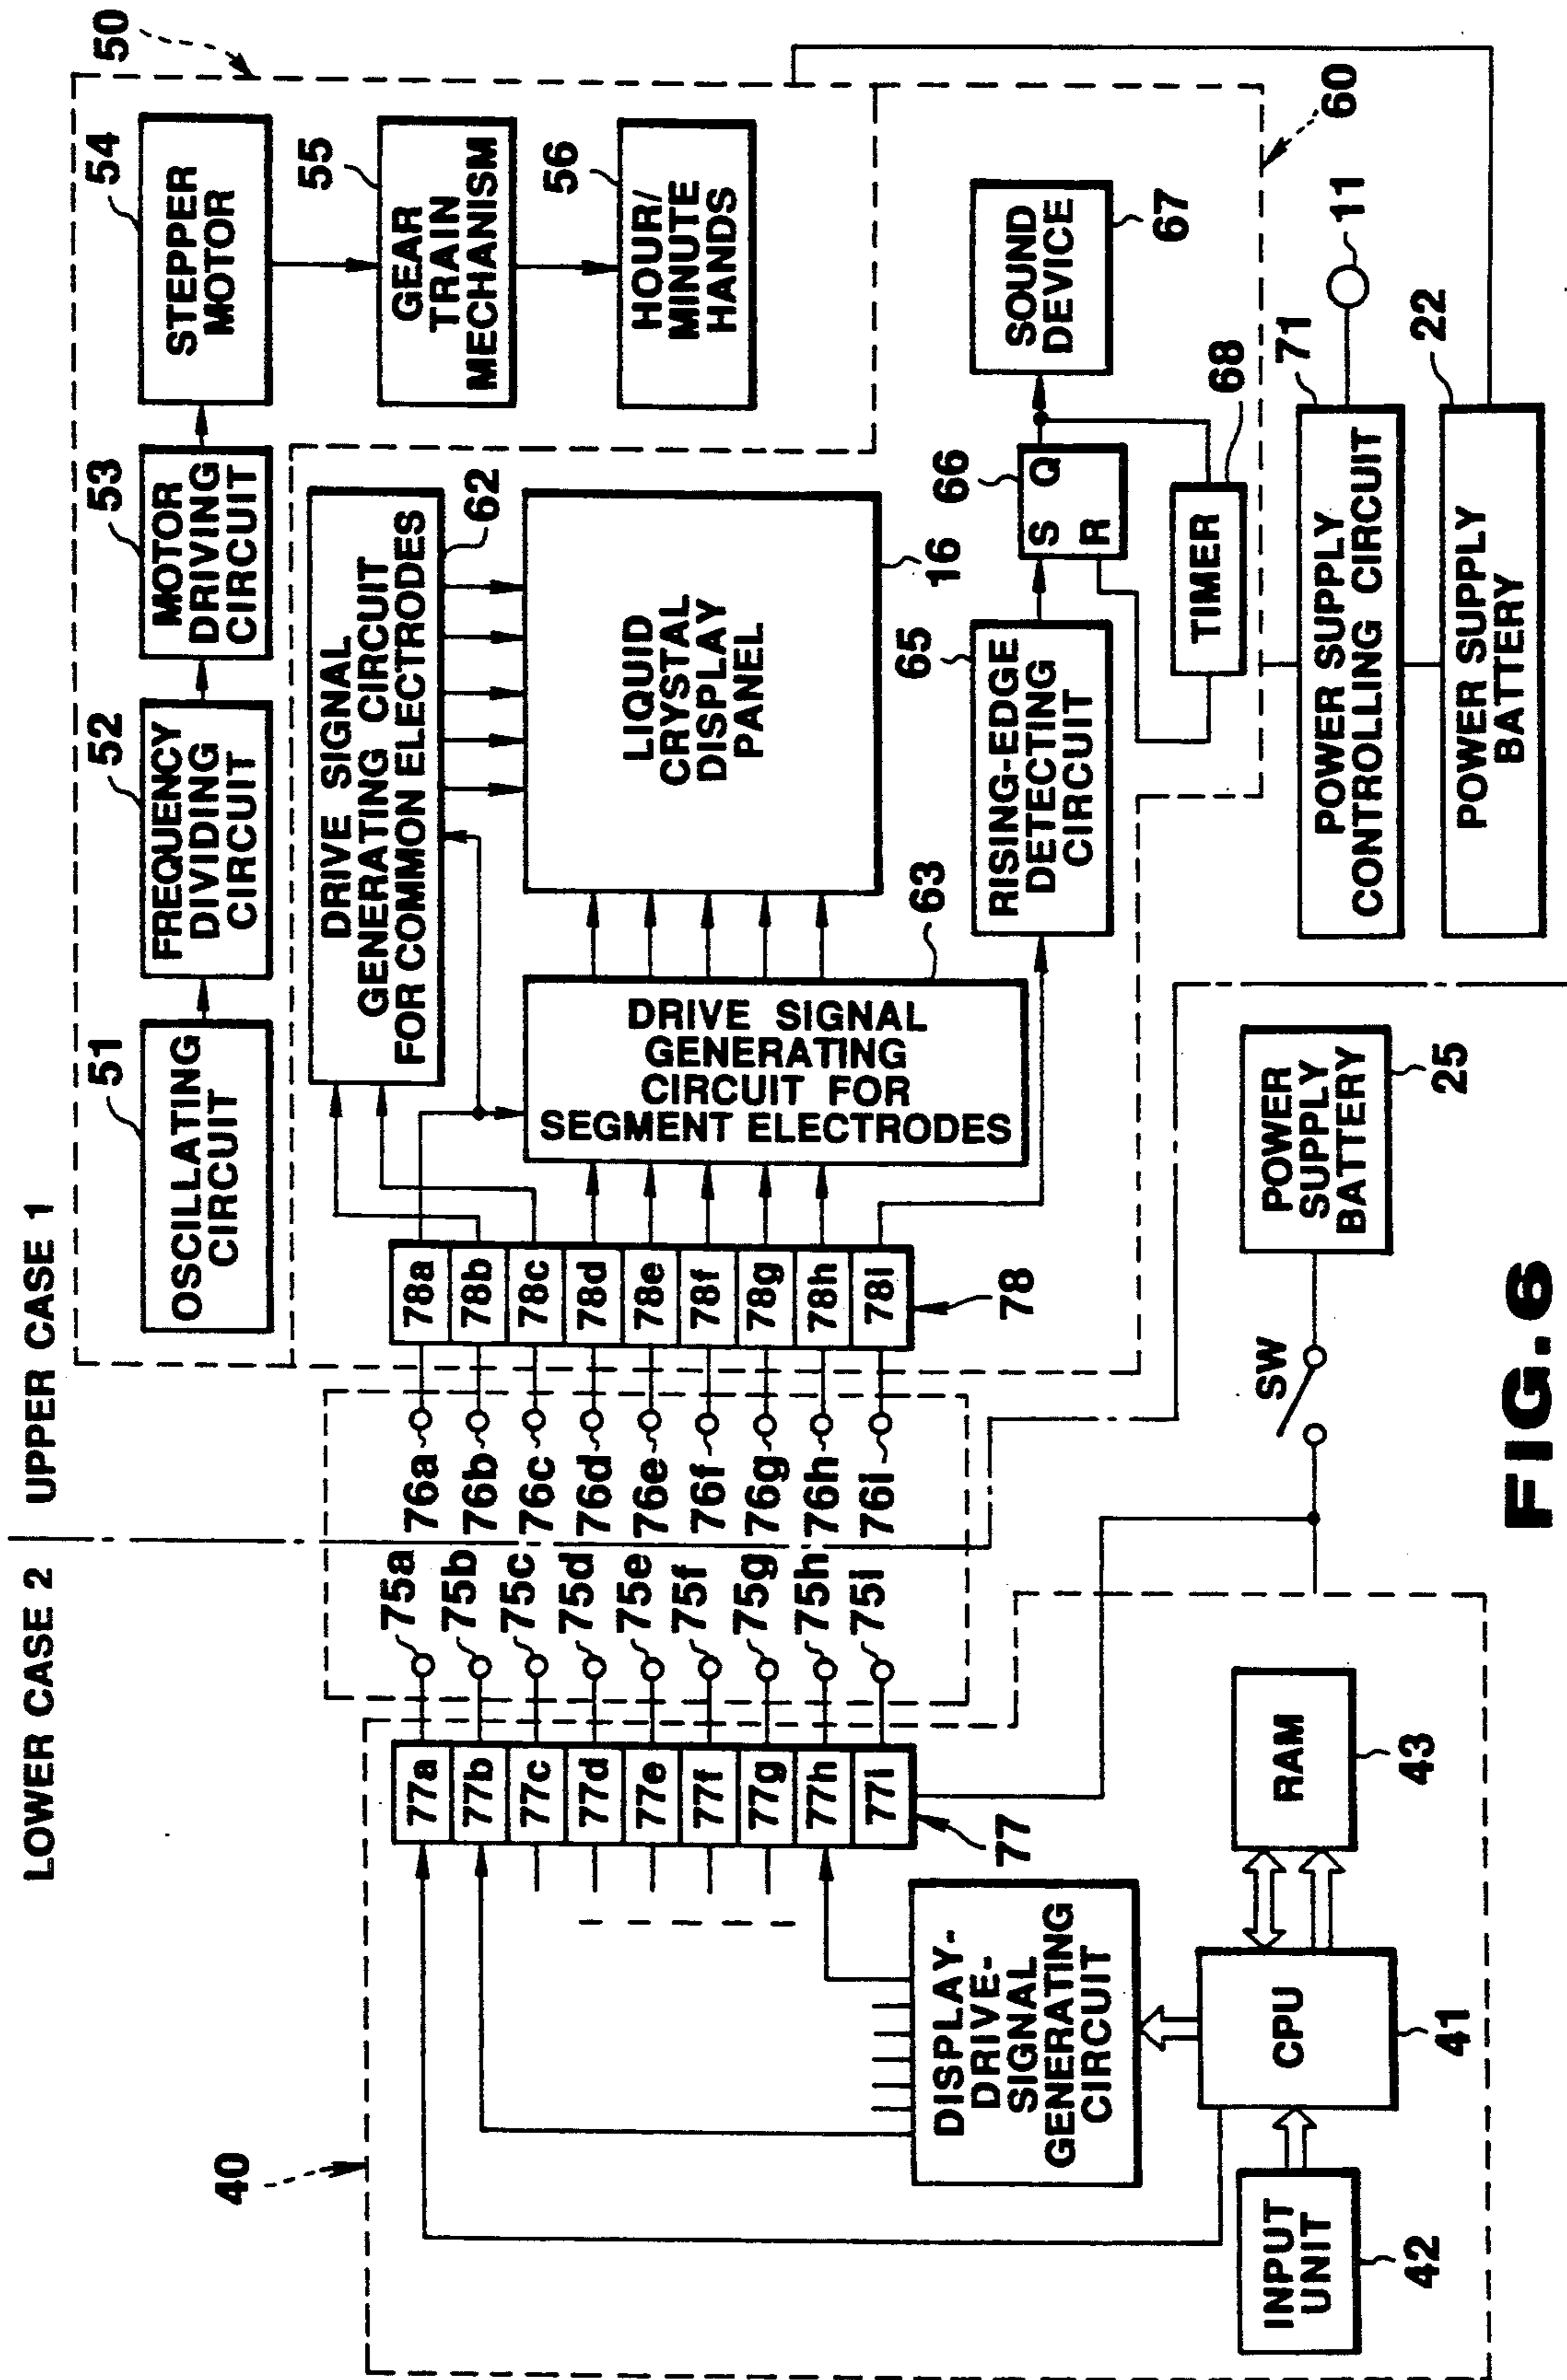 LOWER CASE 2
UPPER CASE 1
50
51
OSCILLATING
CIRCUIT
52
FREQUENCY
DIVIDING
CIRCUIT
53
MOTOR
DRIVING
CIRCUIT
54
STEPPER
MOTOR
55
GEAR
TRAIN
MECHANISM
56
HOUR/
MINUTE
HANDS
DRIVE SIGNAL
GENERATING CIRCUIT
FOR COMMON ELECTRODES
62
LIQUID
CRYSTAL
DISPLAY
PANEL
16
DRIVE SIGNAL
GENERATING
CIRCUIT FOR
SEGMENT ELECTRODES
63
65
RISING-EDGE
DETECTING
CIRCUIT
66
S Q
R
SOUND
DEVICE
67
TIMER
68
60
71
POWER SUPPLY
CONTROLLING CIRCUIT
11
22
POWER SUPPLY
BATTERY
78a
78b
78c
78d
78e
78f
78g
78h
78i
78
76a
76b
76c
76d
76e
76f
76g
76h
76i
75a
75b
75c
75d
75e
75f
75g
75h
75i
77a
77b
77c
77d
77e
77f
77g
77h
77i
77
40
DISPLAY-
DRIVE-
SIGNAL
GENERATING
CIRCUIT
INPUT
UNIT
42
CPU
41
RAM
43
SW
POWER
SUPPLY
BATTERY
25
FIG.6